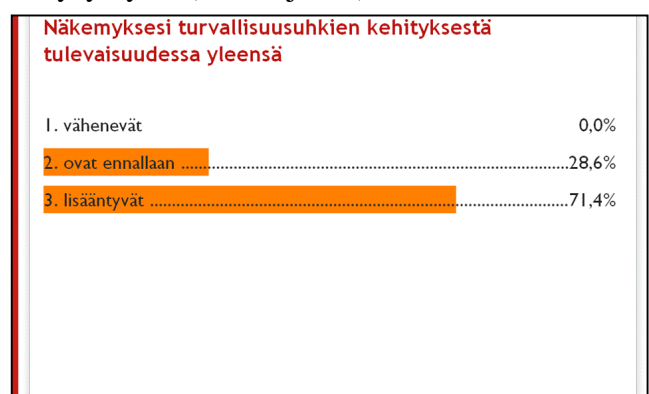 Näkemyksesi turvallisuusuhkien kehityksestä
tulevaisuudessa yleensä
1. vähenevät 0,0%
2. ovat ennallaan ........................................................................................28,6%
3. lisääntyvät ...............................................................................................71,4%